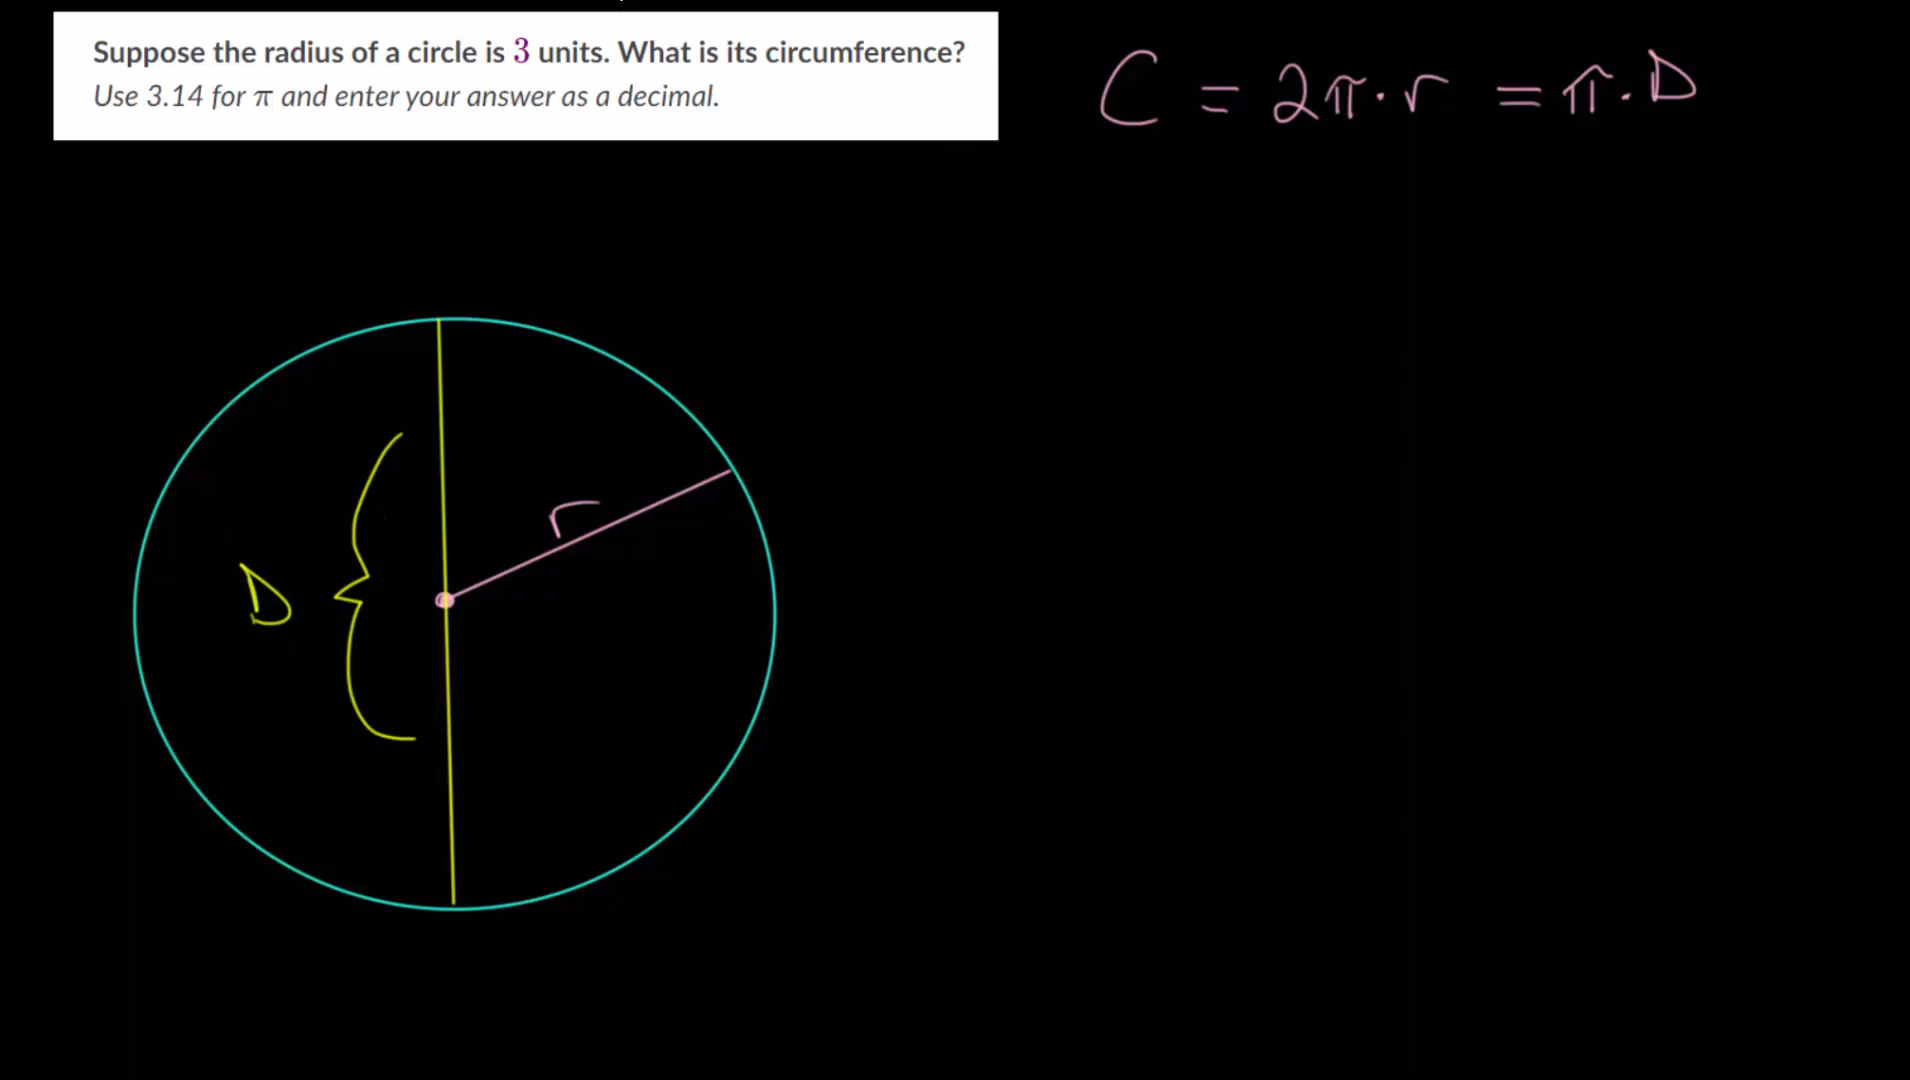 Suppose the radius of a circle is 3 units. What is its circumference?
Use 3.14 for π and enter your answer as a decimal.
C = 2π · r = π · D
r
D